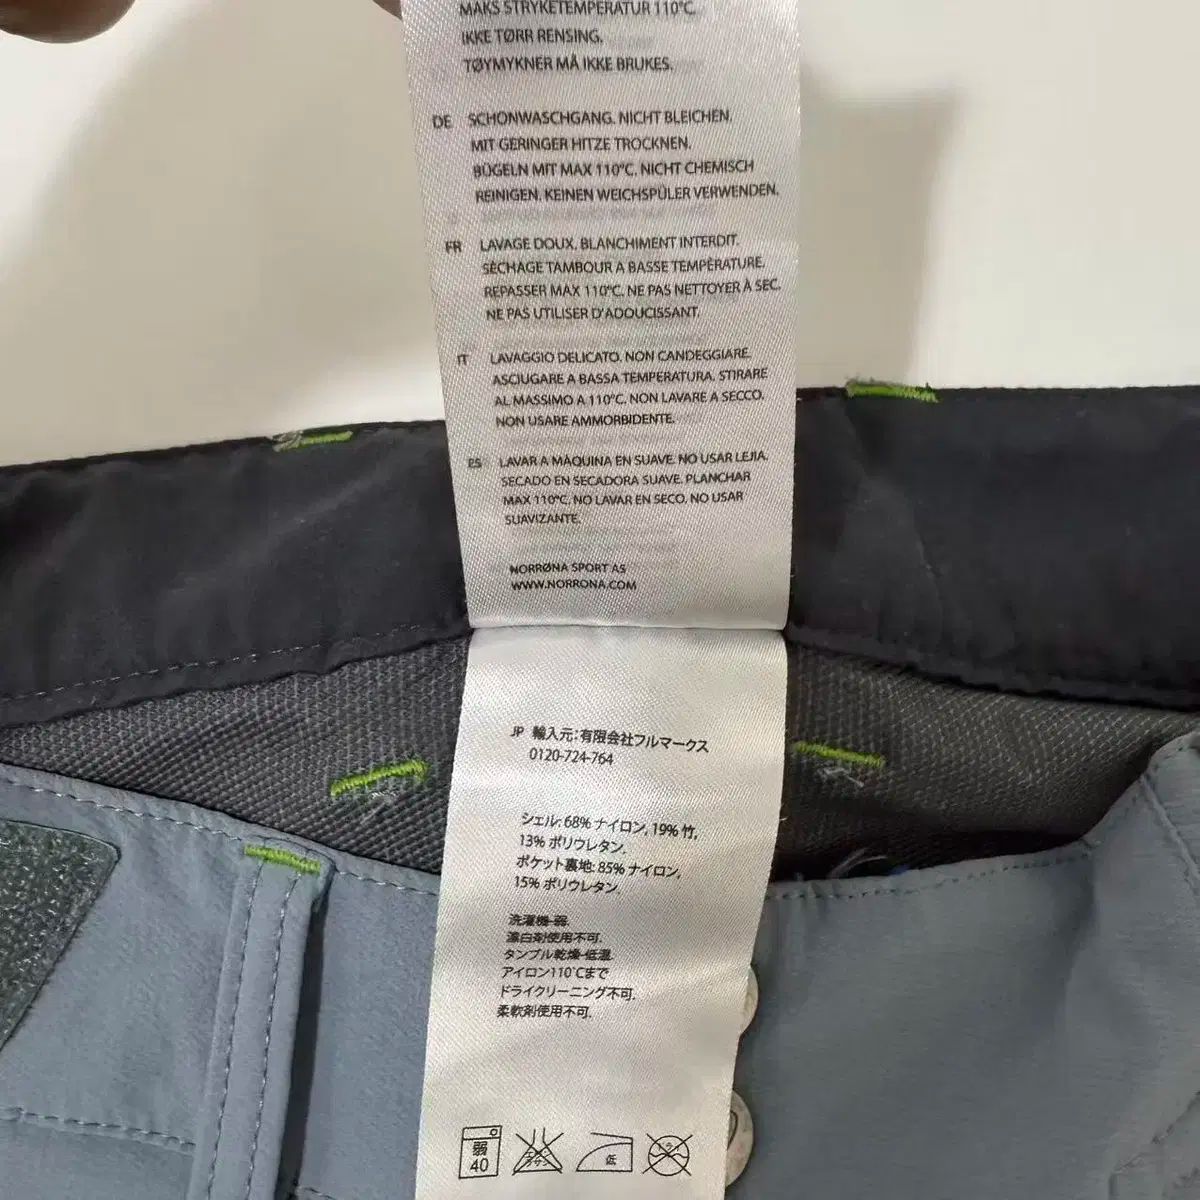 MAKS STRYKETEMPERATUR 110°C.
IKKE TØRR RENSING.
TØYMYKNER MÅ IKKE BRUKES.
DE SCHONWASCHGANG. NICHT BLEICHEN.
MIT GERINGER HITZE TROCKNEN.
BÜGELN MIT MAX 110°C. NICHT CHEMISCH
REINIGEN. KEINEN WEICHSPÜLER VERWENDEN.
FR LAVAGE DOUX. BLANCHIMENT INTERDIT.
SÉCHAGE TAMBOUR A BASSE TEMPÉRATURE.
REPASSER MAX 110°C. NE PAS NETTOYER À SEC.
NE PAS UTILISER D'ADOUCISSANT.
IT LAVAGGIO DELICATO. NON CANDEGGIARE.
ASCIUGARE A BASSA TEMPERATURA. STIRARE
AL MASSIMO A 110°C. NON LAVARE A SECCO.
NON USARE AMMORBIDENTE.
ES LAVAR A MÁQUINA EN SUAVE. NO USAR LEJIA.
SECADO EN SECADORA SUAVE. PLANCHAR
MAX 110°C. NO LAVAR EN SECO. NO USAR
SUAVIZANTE.
NORRØNA SPORT AS
WWW.NORRONA.COM
JP 輸入元:有限会社フルマークス
0120-724-764
シェル: 68% ナイロン, 19% 竹,
13% ポリウレタン.
ポケット裏地: 85% ナイロン,
15% ポリウレタン.
洗濯機-弱.
漂白剤使用不可.
タンブル乾燥-低温.
アイロン110°Cまで
ドライクリーニング不可.
柔軟剤使用不可.
弱
40
低